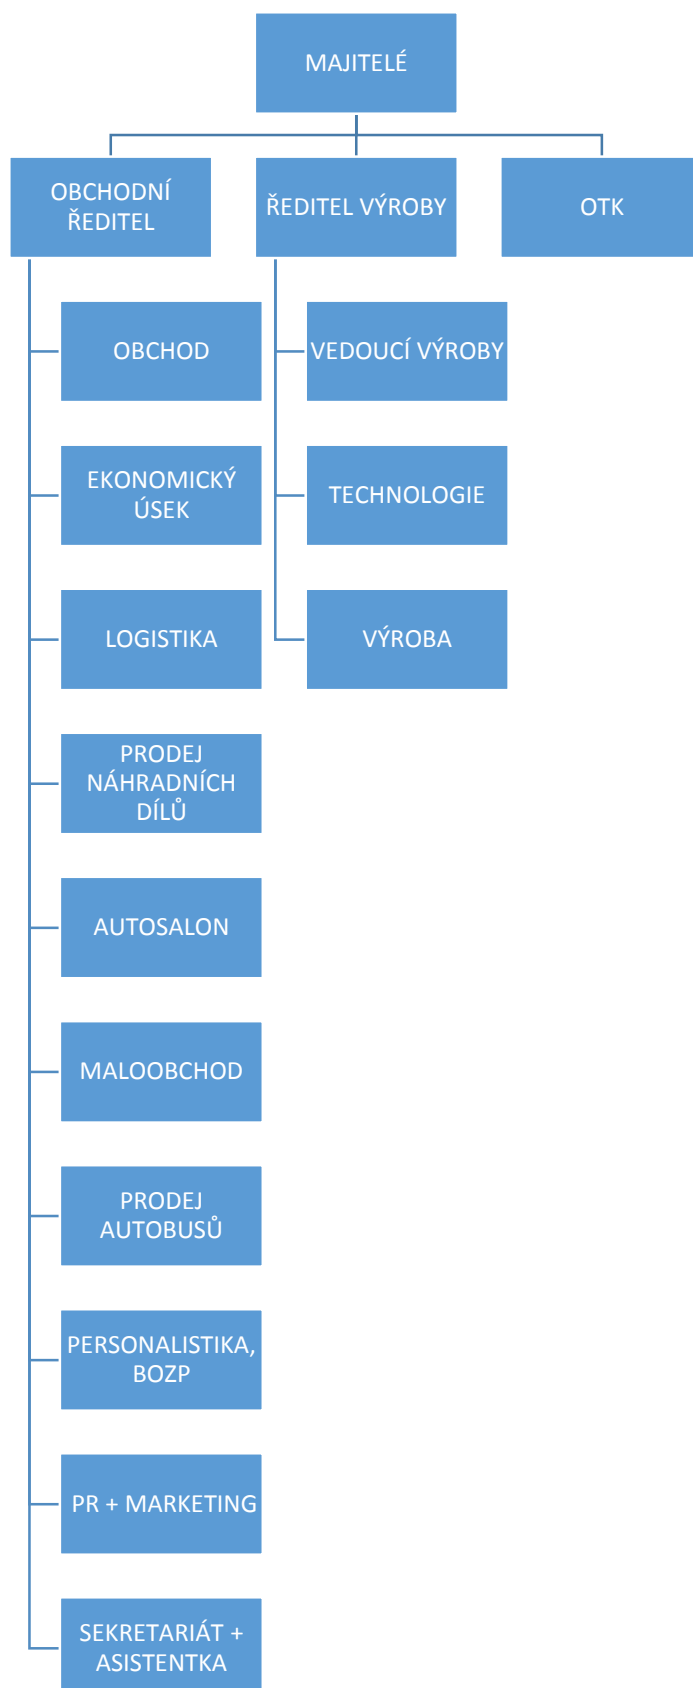 MAJITELÉ
OBCHODNÍ
ŘEDITEL
ŘEDITEL VÝROBY
OTK
OBCHOD
VEDOUCÍ VÝROBY
EKONOMICKÝ
ÚSEK
TECHNOLOGIE
LOGISTIKA
VÝROBA
PRODEJ
NÁHRADNÍCH
DÍLŮ
AUTOSALON
MALOOBCHOD
PRODEJ
AUTOBUSŮ
PERSONALISTIKA,
BOZP
PR + MARKETING
SEKRETARIÁT +
ASISTENTKA